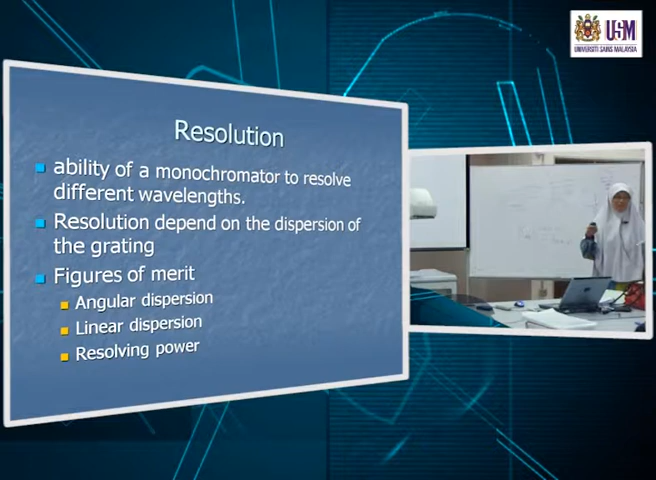 USM
UNIVERSITI SAINS MALAYSIA
Resolution
ability of a monochromator to resolve
different wavelengths.
Resolution depend on the dispersion of
the grating
Figures of merit
Angular dispersion
Linear dispersion
Resolving power